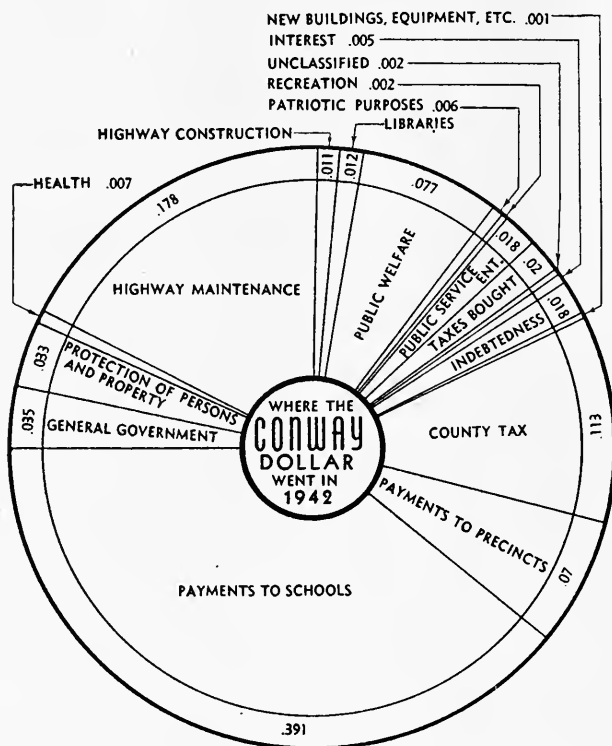 NEW BUILDINGS, EQUIPMENT, ETC. .001
INTEREST .005
UNCLASSIFIED .002
RECREATION .002
PATRIOTIC PURPOSES .006
HIGHWAY CONSTRUCTION
LIBRARIES
HEALTH .007
.011
.012
.077
.178
.018
.02
.018
HIGHWAY MAINTENANCE
PUBLIC WELFARE
PUBLIC SERVICE
ENT.
TAXES BOUGHT
INDEBTEDNESS
.033
PROTECTION OF PERSONS
AND PROPERTY
.035
GENERAL GOVERNMENT
WHERE THE
CONWAY
DOLLAR
WENT IN
1942
COUNTY TAX
.113
PAYMENTS TO PRECINCTS
.07
PAYMENTS TO SCHOOLS
.391